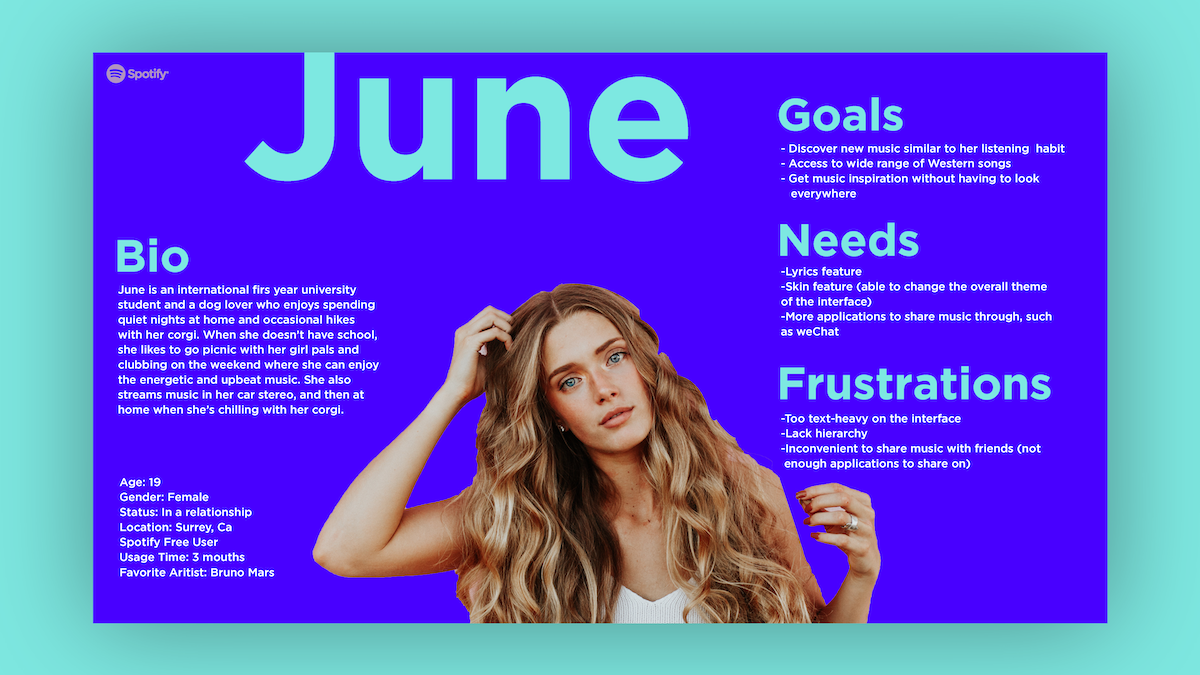 Spotify
June
Bio
June is an international firs year university
student and a dog lover who enjoys spending
quiet nights at home and occasional hikes
with her corgi. When she doesn't have school,
she likes to go picnic with her girl pals and
clubbing on the weekend where she can enjoy
the energetic and upbeat music. She also
streams music in her car stereo, and then at
home when she's chilling with her corgi.
Age: 19
Gender: Female
Status: In a relationship
Location: Surrey, Ca
Spotify Free User
Usage Time: 3 mouths
Favorite Aritist: Bruno Mars
Goals
- Discover new music similar to her listening habit
- Access to wide range of Western songs
- Get music inspiration without having to look
everywhere
Needs
-Lyrics feature
-Skin feature (able to change the overall theme
of the interface)
-More applications to share music through, such
as weChat
Frustrations
-Too text-heavy on the interface
-Lack hierarchy
-Inconvenient to share music with friends (not
enough applications to share on)